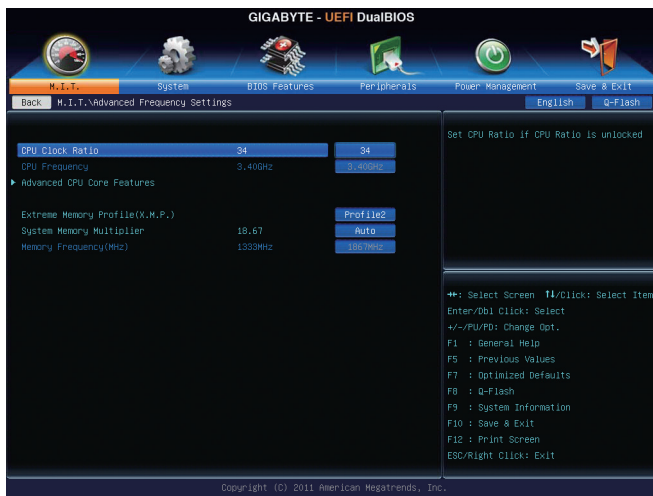 GIGABYTE - UEFI DualBIOS
M.I.T. System BIOS Features Peripherals Power Management Save & Exit
Back M.I.T.\Advanced Frequency Settings English Q-Flash
CPU Clock Ratio 34 34
CPU Frequency 3.40GHz 3.40GHz
Advanced CPU Core Features
Extreme Memory Profile(X.M.P.) Profile2
System Memory Multiplier 18.67 Auto
Memory Frequency(MHz) 1333MHz 1867MHz
Set CPU Ratio if CPU Ratio is unlocked
→←: Select Screen ↑↓/Click: Select Item
Enter/Dbl Click: Select
+/-/PU/PD: Change Opt.
F1 : General Help
F5 : Previous Values
F7 : Optimized Defaults
F8 : Q-Flash
F9 : System Information
F10 : Save & Exit
F12 : Print Screen
ESC/Right Click: Exit
Copyright (C) 2011 American Megatrends, Inc.